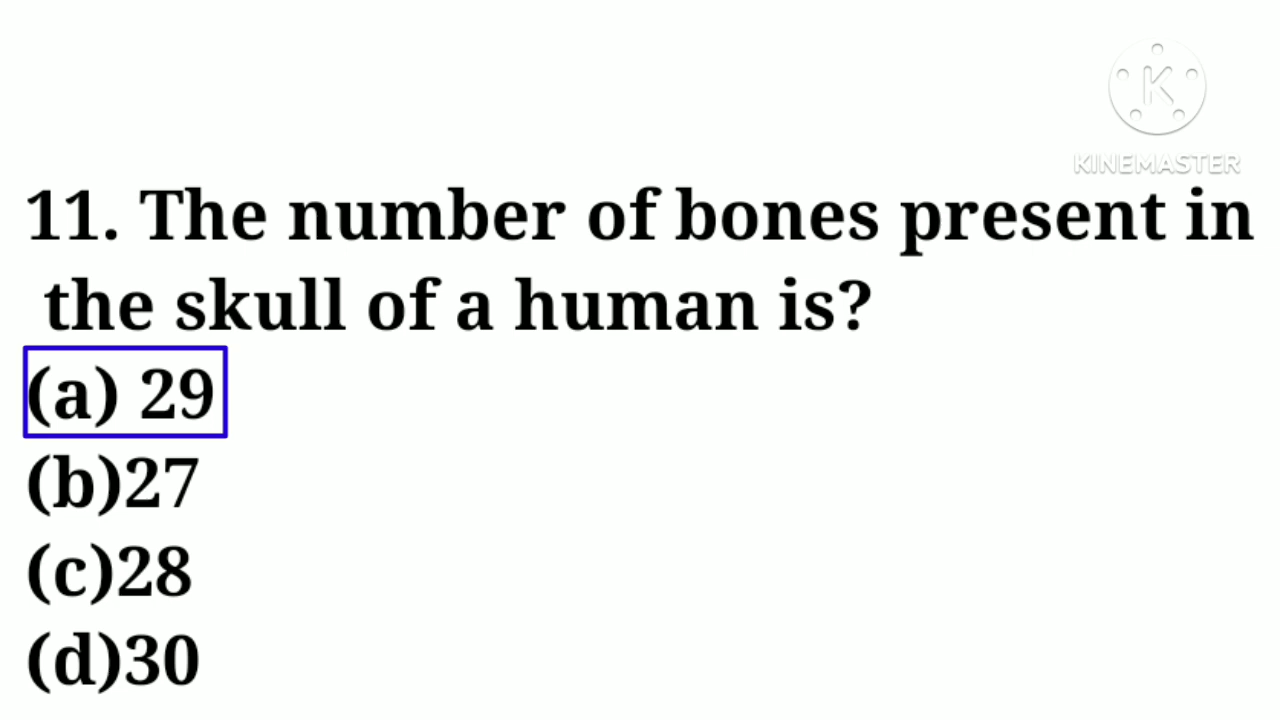 KINEMASTER
11. The number of bones present in
the skull of a human is?
(a) 29
(b)27
(c)28
(d)30